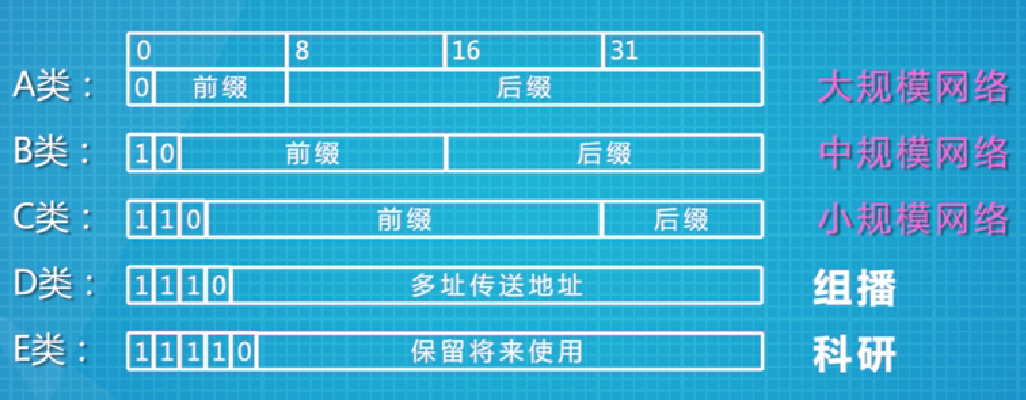 0 8 16 31
A类： 0 前缀 后缀 大规模网络
B类： 1 0 前缀 后缀 中规模网络
C类： 1 1 0 前缀 后缀 小规模网络
D类： 1 1 1 0 多址传送地址 组播
E类： 1 1 1 1 0 保留将来使用 科研